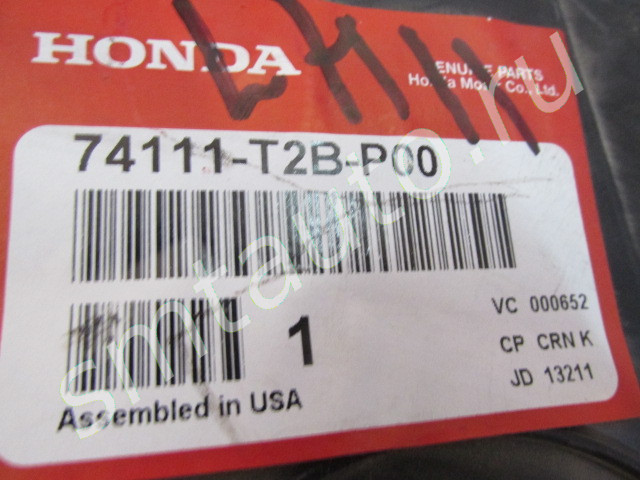 HONDA
GENUINE PARTS
Honda Motor Co., Ltd.
74111-T2B-P00
1
VC 000652
CP CRN K
JD 13211
Assembled in USA
smtauto.ru